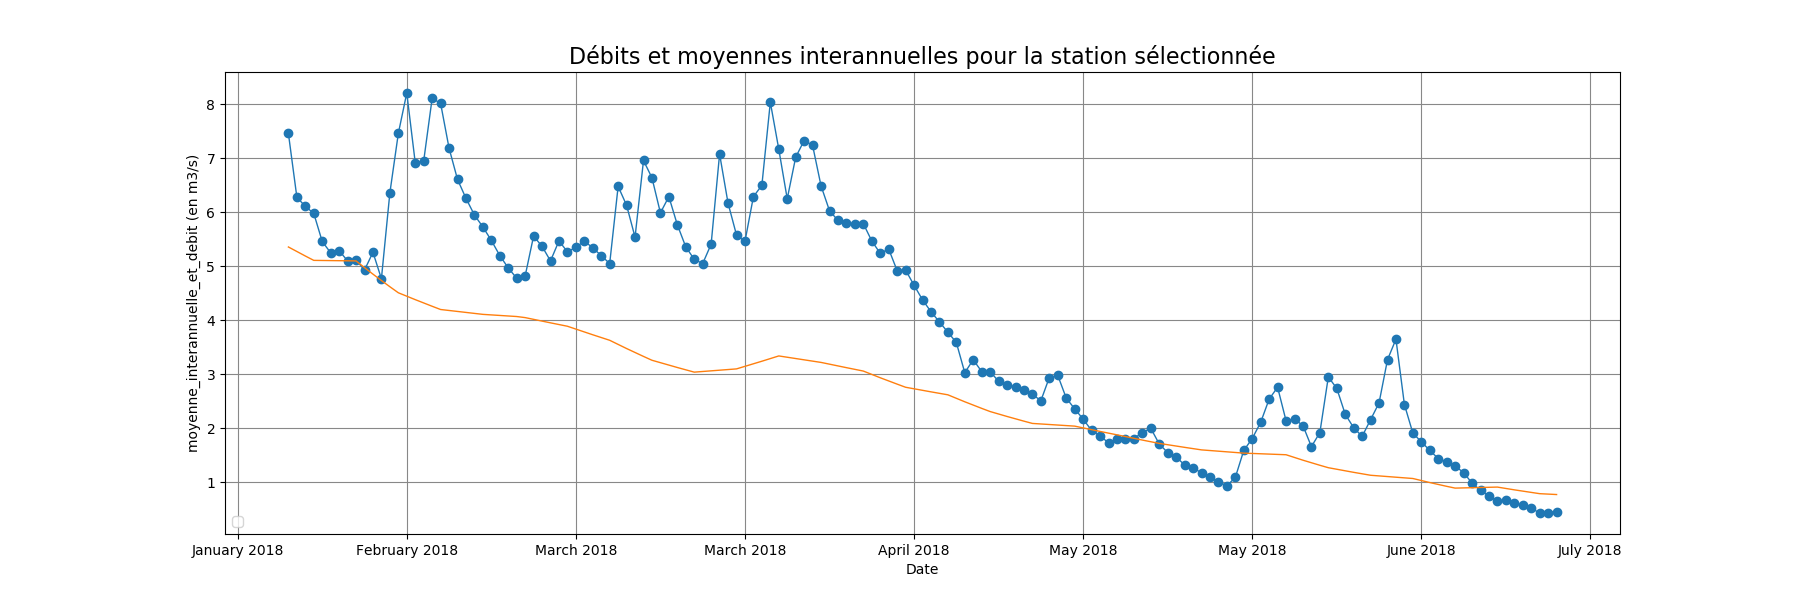 Débits et moyennes interannuelles pour la station sélectionnée
moyenne_interannuelle_et_debit (en m3/s)
8
7
6
5
4
3
2
1
January 2018 February 2018 March 2018 March 2018 April 2018 May 2018 May 2018 June 2018 July 2018
Date